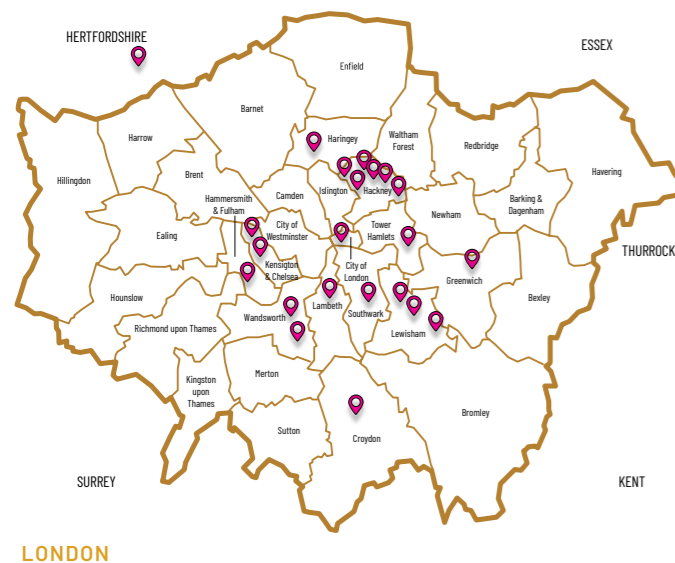 HERTFORDSHIRE
ESSEX
Enfield
Barnet
Harrow
Haringey
Waltham
Forest
Redbridge
Havering
Hillingdon
Brent
Camden
Islington
Hackney
Barking &
Dagenham
Hammersmith
& Fulham
City of
Westminster
Tower
Hamlets
Newham
Ealing
THURROCK
Kensigton
& Chelsea
City of
London
Greenwich
Hounslow
Bexley
Wandsworth
Lambeth
Southwark
Richmond upon Thames
Lewisham
Merton
Kingston
upon
Thames
Bromley
Sutton
Croydon
SURREY
KENT
LONDON